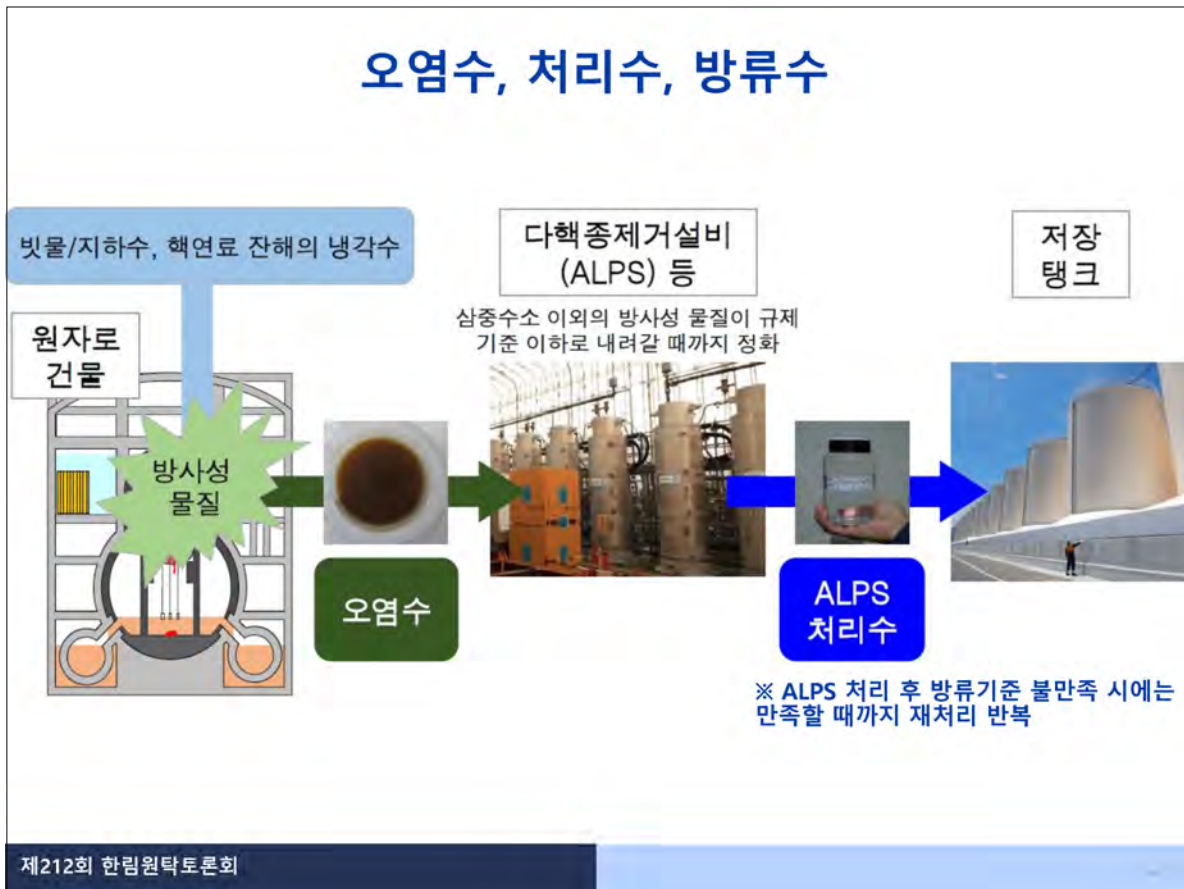 오염수, 처리수, 방류수
빗물/지하수, 핵연료 잔해의 냉각수
원자로
건물
방사성
물질
오염수
다핵종제거설비
(ALPS) 등
삼중수소 이외의 방사성 물질이 규제
기준 이하로 내려갈 때까지 정화
ALPS
처리수
저장
탱크
※ ALPS 처리 후 방류기준 불만족 시에는
만족할 때까지 재처리 반복
제212회 한림원탁토론회